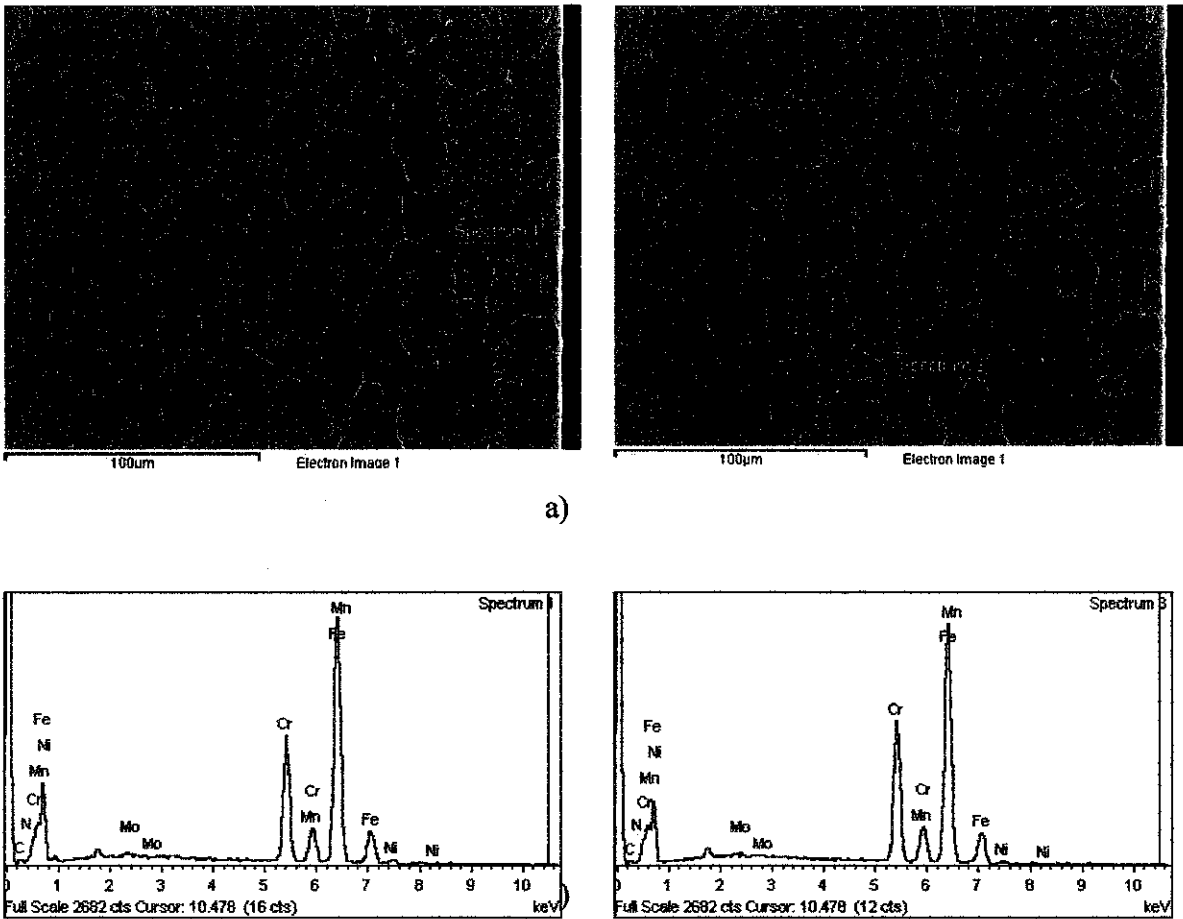 Spectrum 1
100µm
Electron Image 1
100µm
Electron Image 1
a)
Spectrum
Mn
Fe
Cr
Fe
Ni
Mn
Cr
N
C
Mo
Mo
Cr
Mn
Fe
Ni
Ni
0 1 2 3 4 5 6 7 8 9 10
Full Scale 2682 cts Cursor: 10.478 (16 cts)
keV
)
Spectrum 3
Mn
Fe
Cr
Fe
Ni
Mn
Cr
N
C
Mo
Mo
Cr
Mn
Fe
Ni
Ni
0 1 2 3 4 5 6 7 8 9 10
Full Scale 2682 cts Cursor: 10.478 (12 cts)
keV